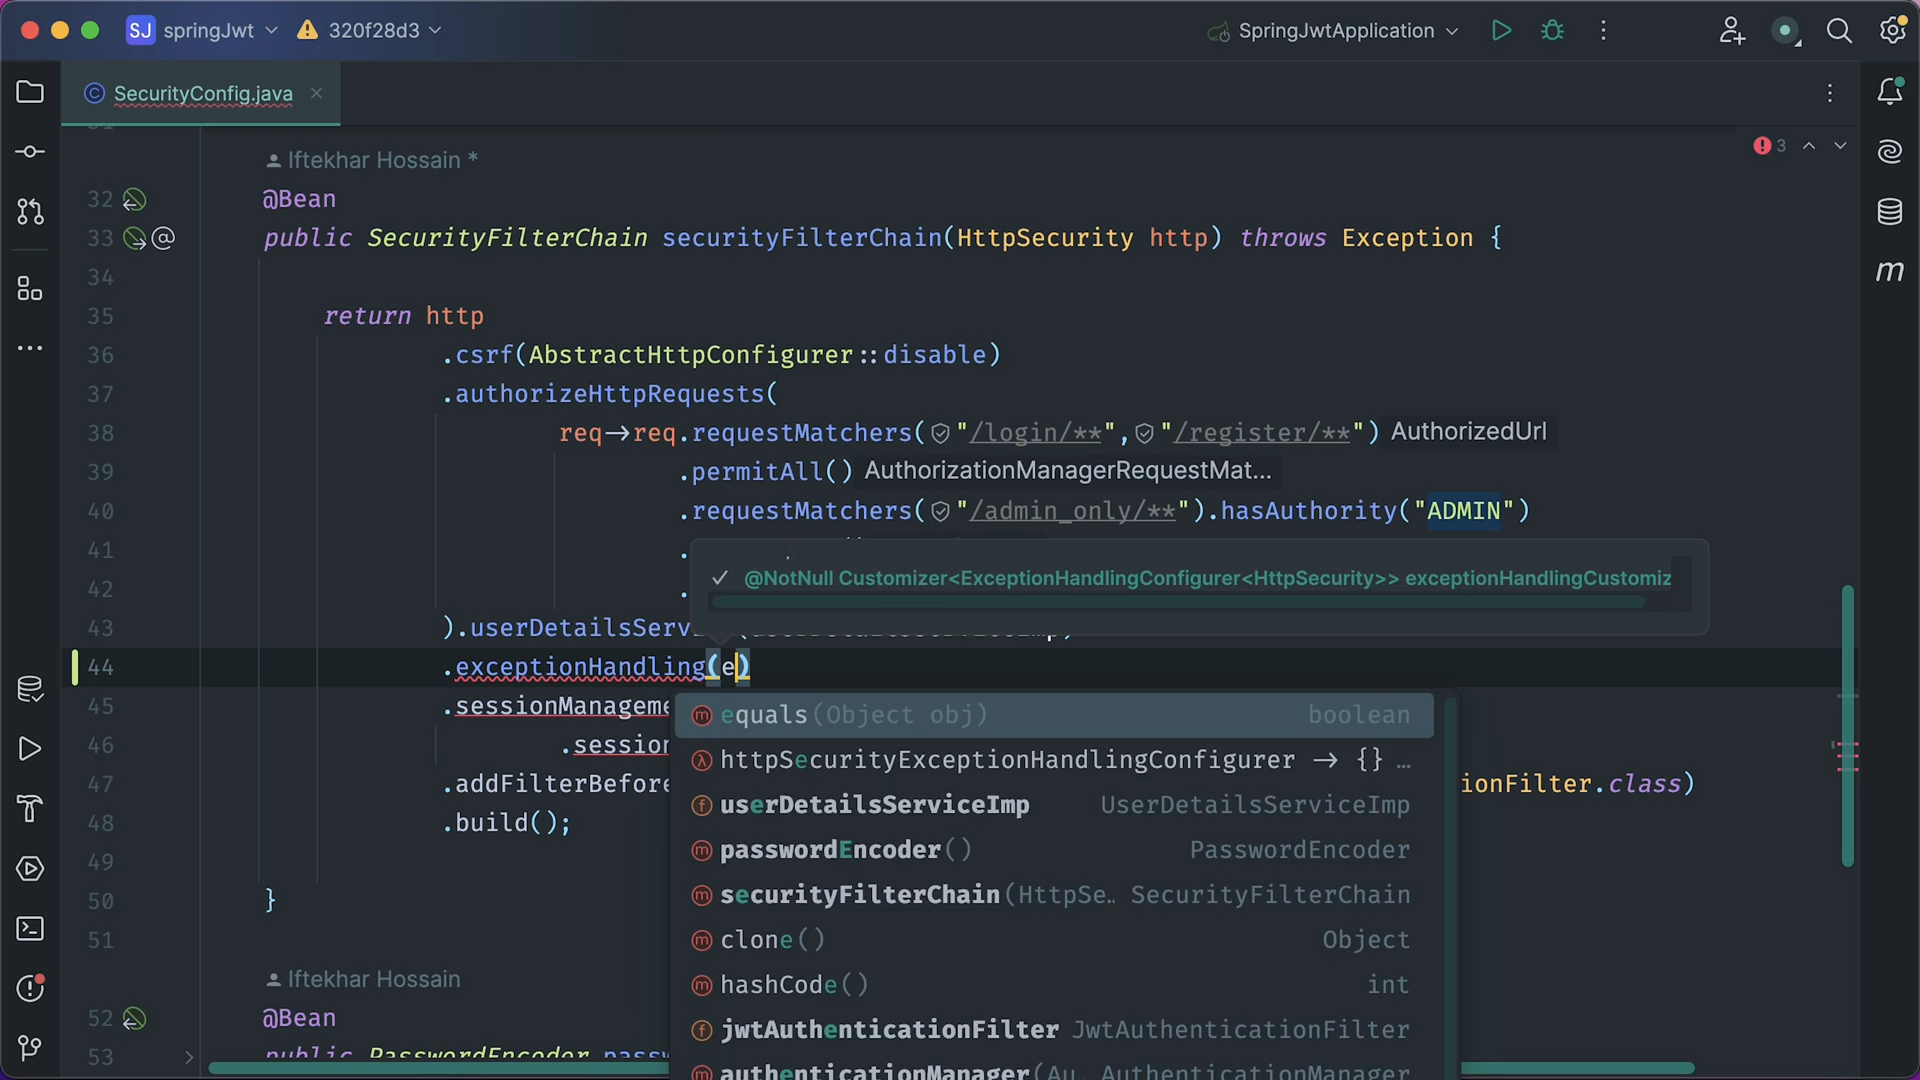 SJ springJwt 320f28d3 SpringJwtApplication
SecurityConfig.java
Iftekhar Hossain *
3
32 @Bean
33 @ public SecurityFilterChain securityFilterChain(HttpSecurity http) throws Exception {
34
35 return http
36 .csrf(AbstractHttpConfigurer::disable)
37 .authorizeHttpRequests(
38 req→req.requestMatchers("/login/**","/register/**") AuthorizedUrl
39 .permitAll() AuthorizationManagerRequestMat...
40 .requestMatchers("/admin_only/**").hasAuthority("ADMIN")
41 .
@NotNull Customizer<ExceptionHandlingConfigurer<HttpSecurity>> exceptionHandlingCustomiz
42 .
43 ).userDetailsServ
44 .exceptionHandling(e)
45 .sessionManageme
46 .session
47 .addFilterBefore ionFilter.class)
48 .build();
49
50 }
51
Iftekhar Hossain
52 @Bean
53 public PasswordEncoder passw
equals(Object obj) boolean
httpSecurityExceptionHandlingConfigurer → {} …
userDetailsServiceImp UserDetailsServiceImp
passwordEncoder() PasswordEncoder
securityFilterChain(HttpSe… SecurityFilterChain
clone() Object
hashCode() int
jwtAuthenticationFilter JwtAuthenticationFilter
authenticationManager(Au… AuthenticationManager
m